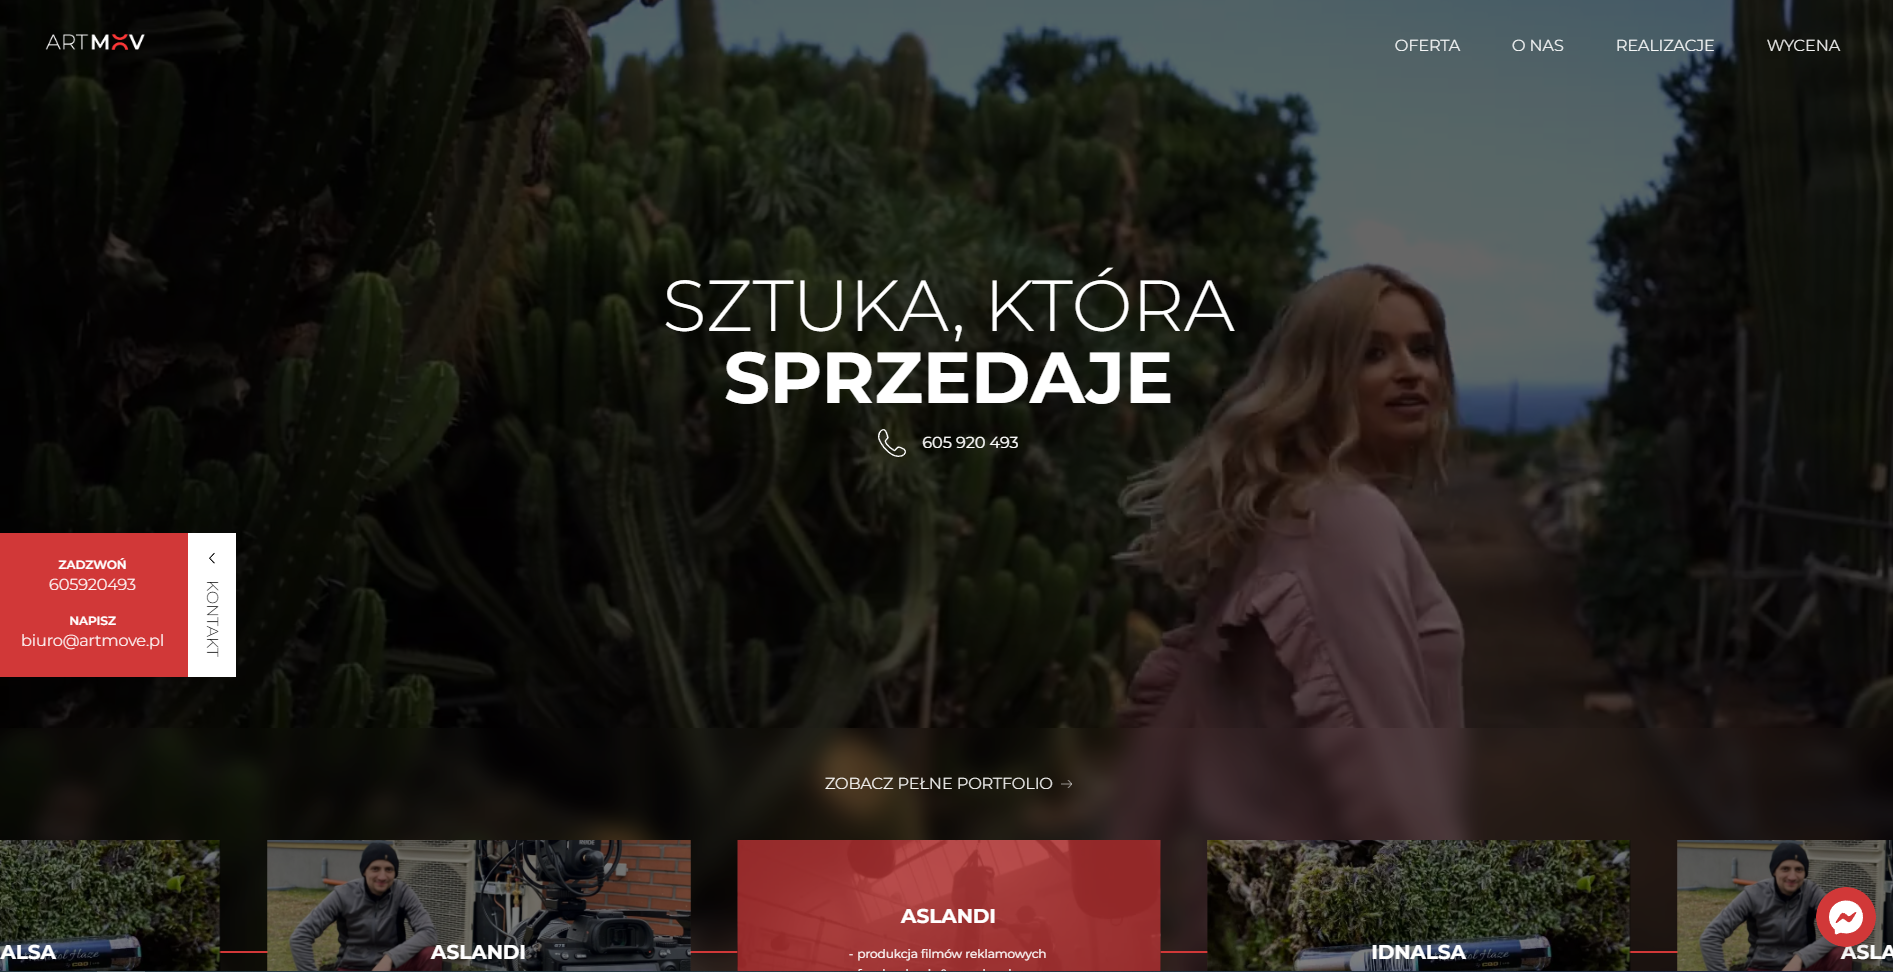 ARTMOV
OFERTA
O NAS
REALIZACJE
WYCENA
SZTUKA, KTÓRA
SPRZEDAJE
605 920 493
ZADZWOŃ
605920493
NAPISZ
biuro@artmove.pl
KONTAKT
ZOBACZ PEŁNE PORTFOLIO →
ALSA
ASLANDI
ASLANDI
- produkcja filmów reklamowych
IDNALSA
ASLA